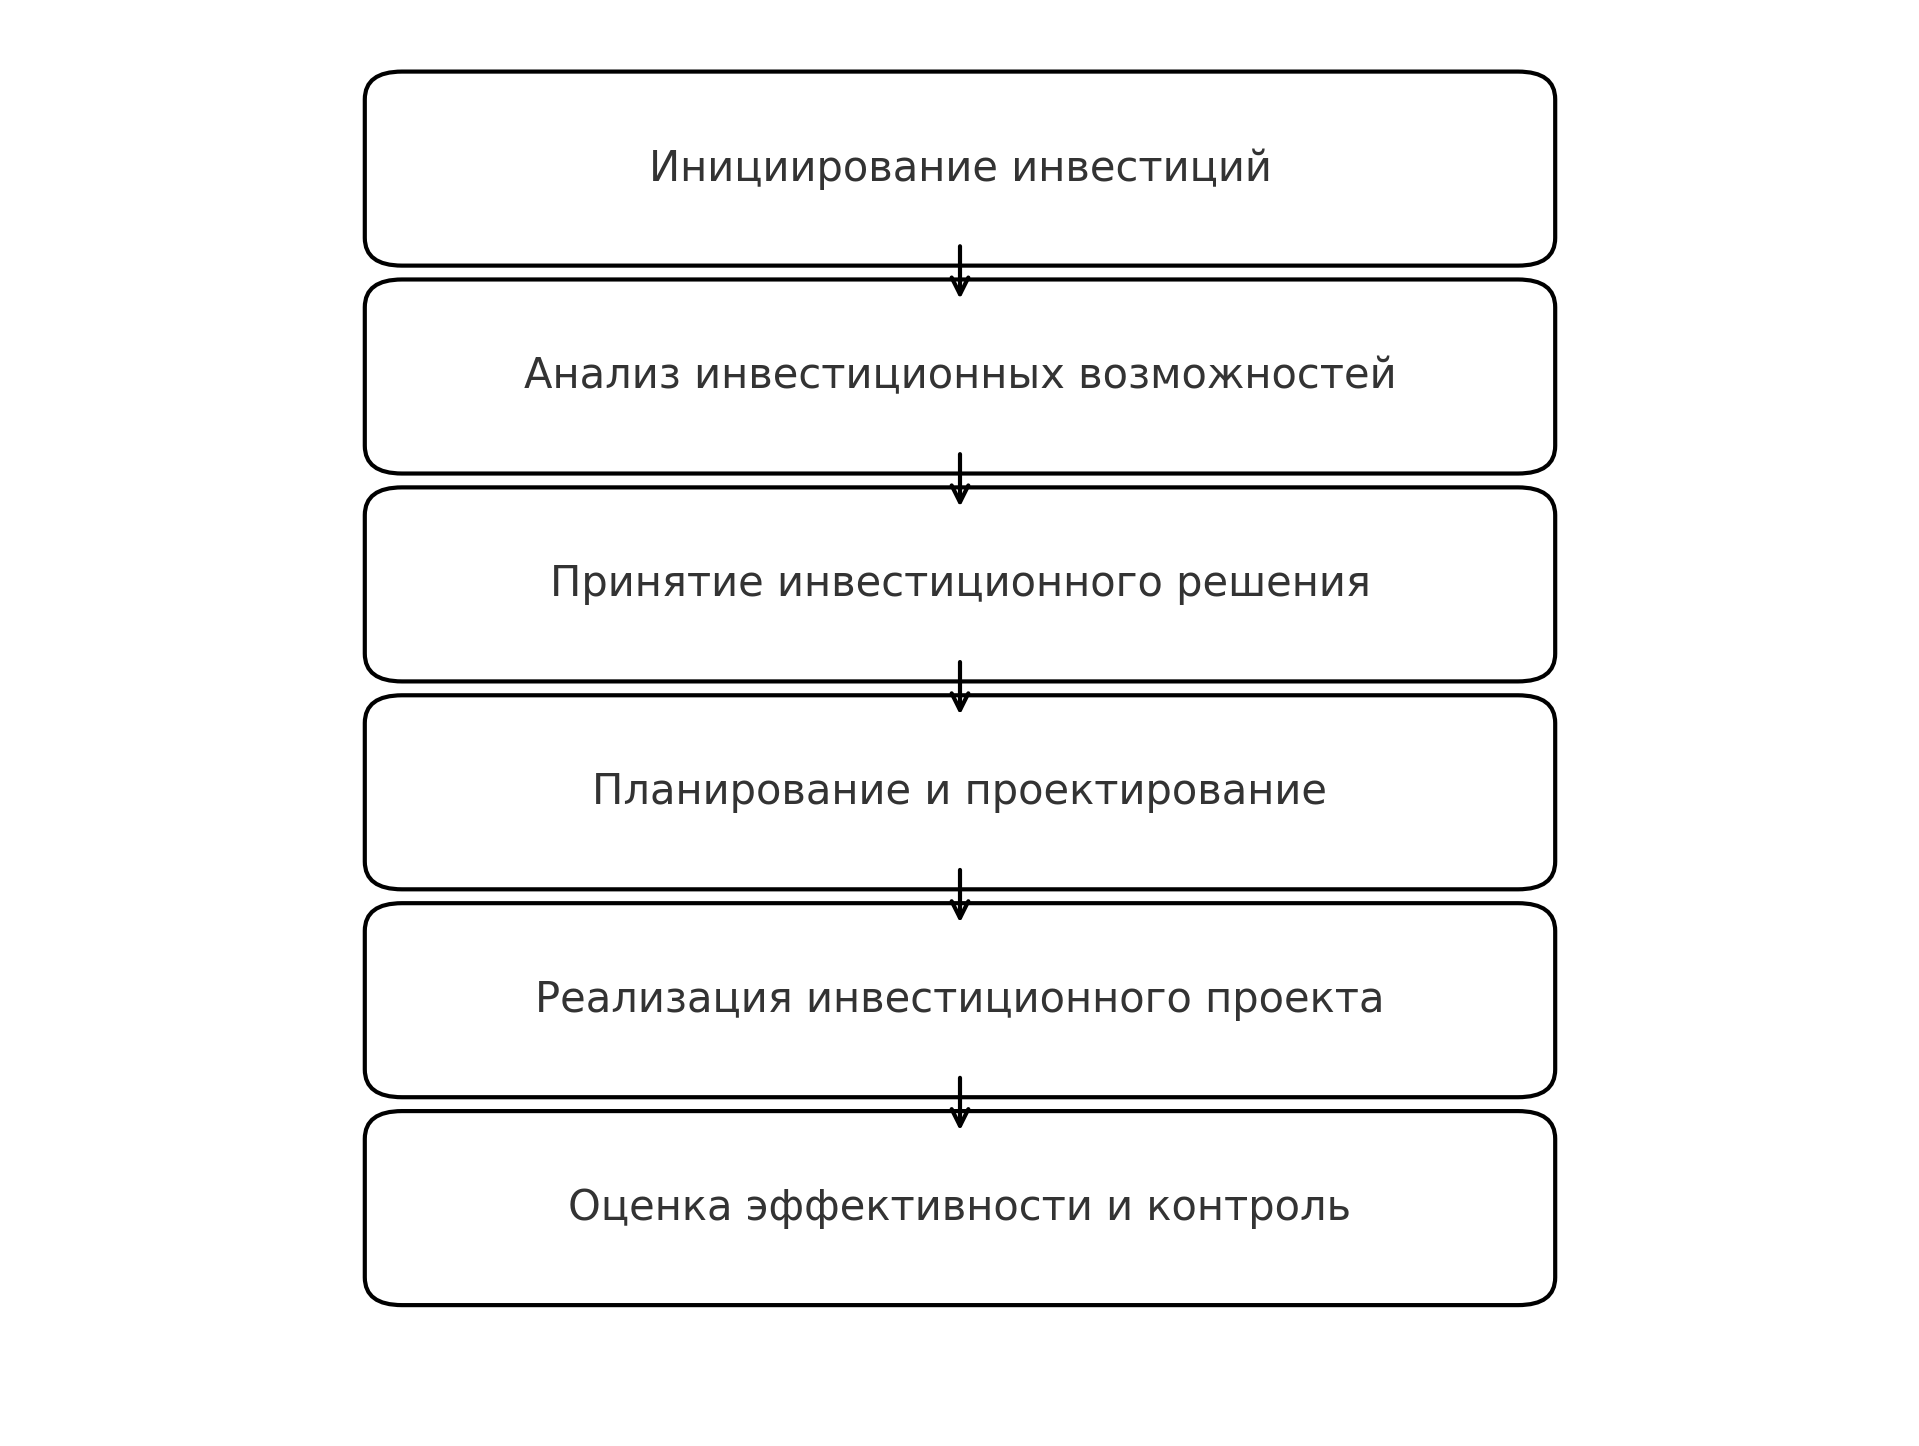 Инициирование инвестиций
Анализ инвестиционных возможностей
Принятие инвестиционного решения
Планирование и проектирование
Реализация инвестиционного проекта
Оценка эффективности и контроль